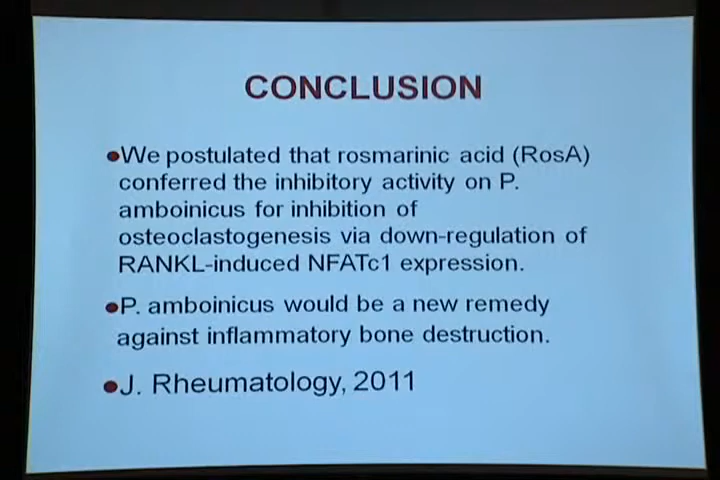 CONCLUSION
●We postulated that rosmarinic acid (RosA)
conferred the inhibitory activity on P.
amboinicus for inhibition of
osteoclastogenesis via down-regulation of
RANKL-induced NFATc1 expression.
●P. amboinicus would be a new remedy
against inflammatory bone destruction.
●J. Rheumatology, 2011